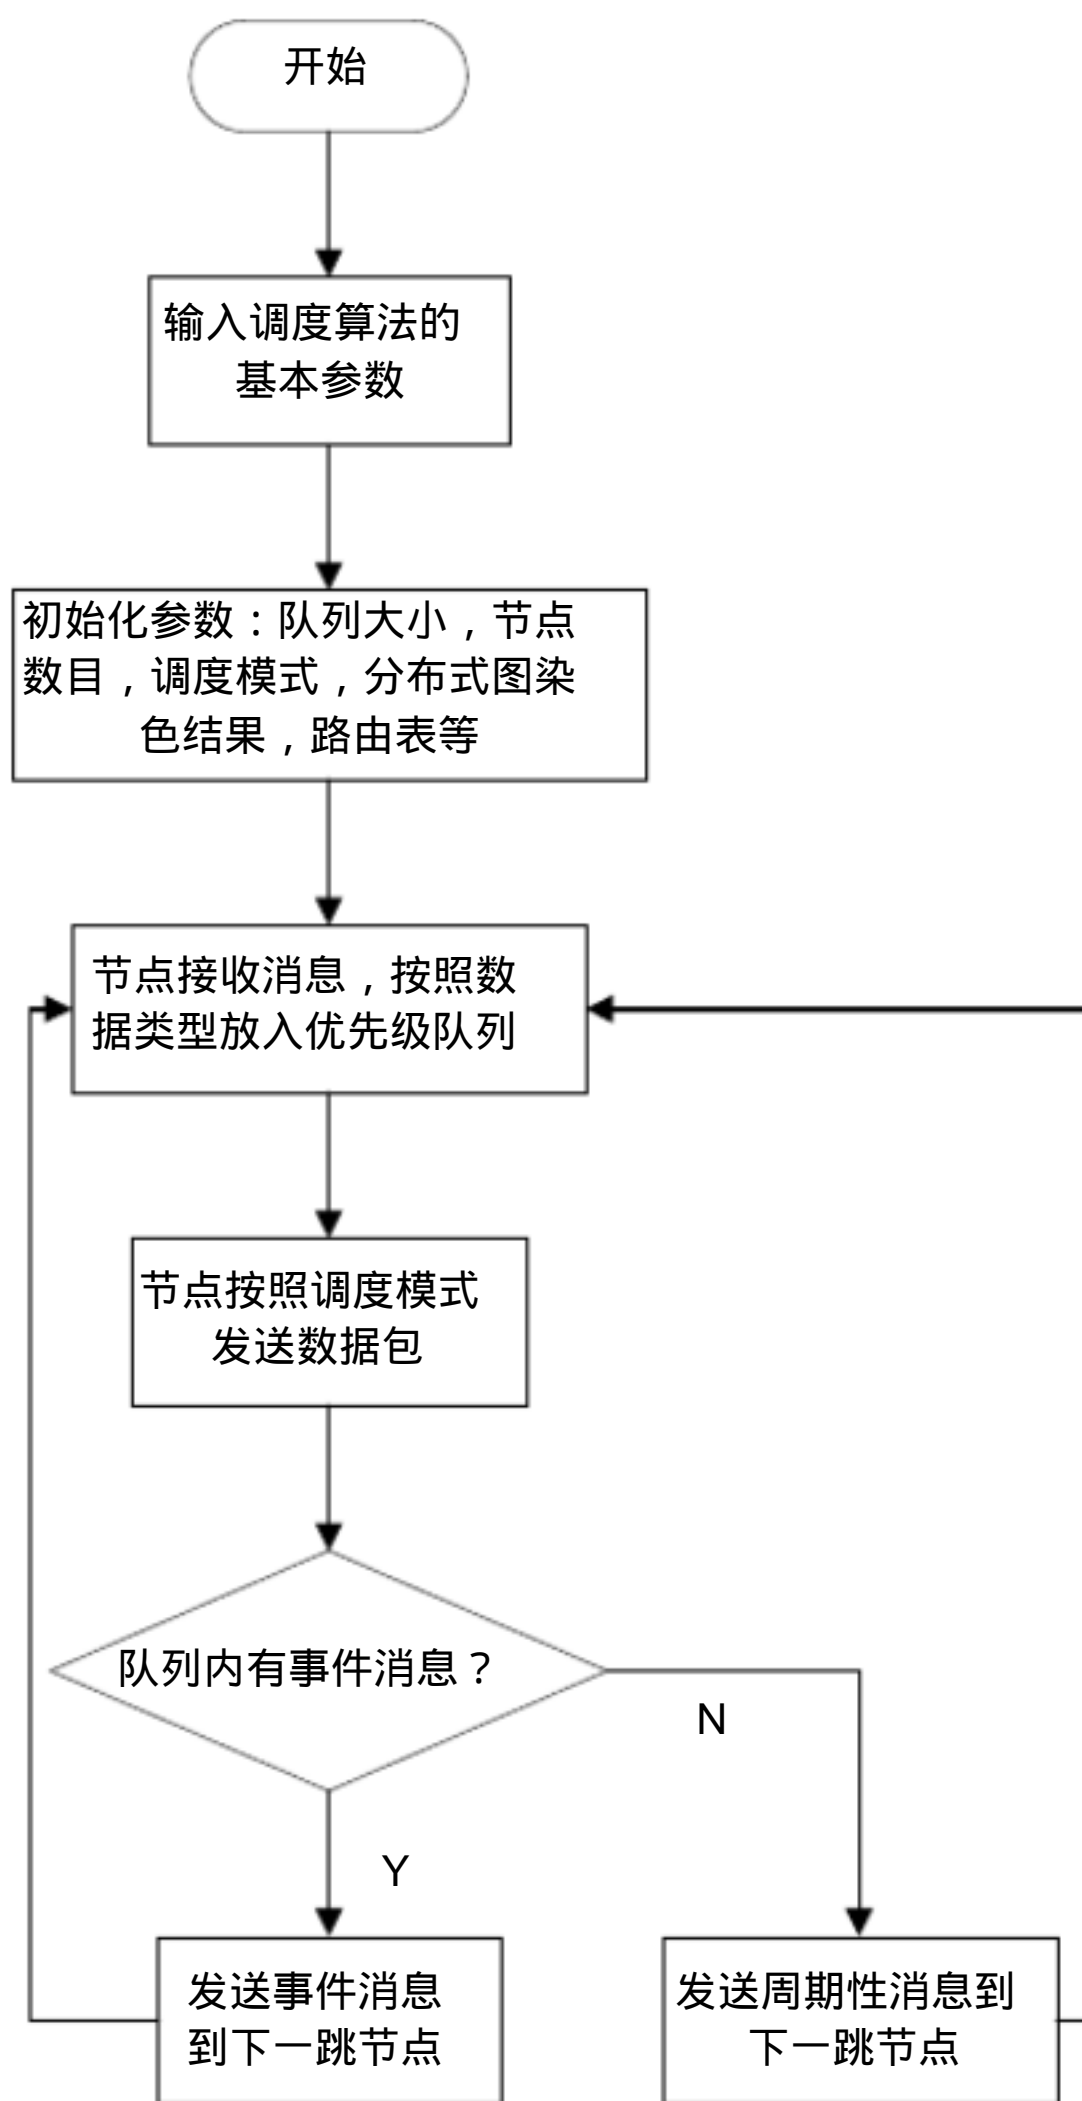 开始
输入调度算法的
基本参数
初始化参数：队列大小，节点
数目，调度模式，分布式图染
色结果，路由表等
节点接收消息，按照数
据类型放入优先级队列
节点按照调度模式
发送数据包
队列内有事件消息？
N
Y
发送事件消息
到下一跳节点
发送周期性消息到
下一跳节点